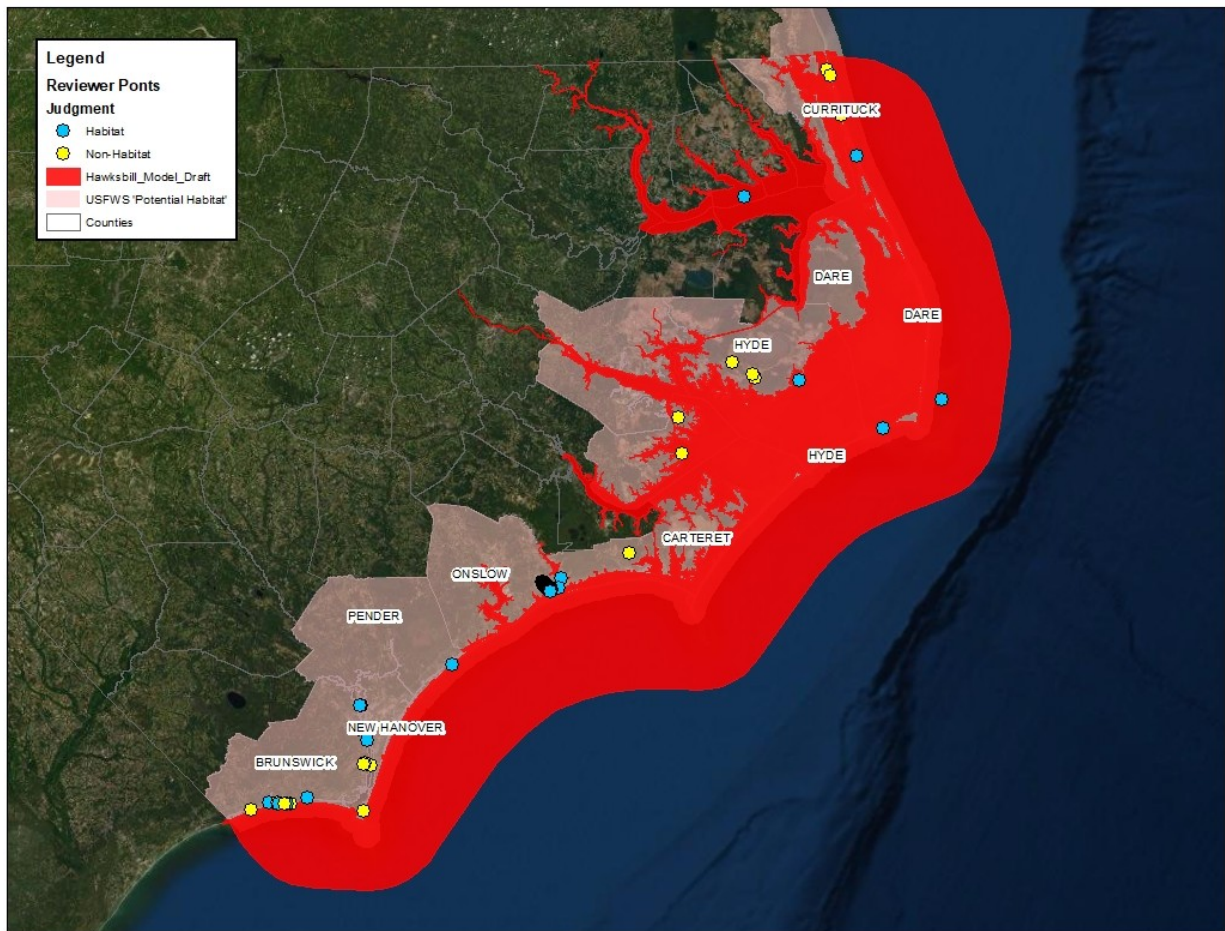 Legend
Reviewer Ponts
Judgment
Habitat
Non-Habitat
Hawksbill_Model_Draft
USFWS 'Potential Habitat'
Counties
CURRITUCK
DARE
DARE
HYDE
HYDE
CARTERET
ONSLOW
PENDER
NEW HANOVER
BRUNSWICK